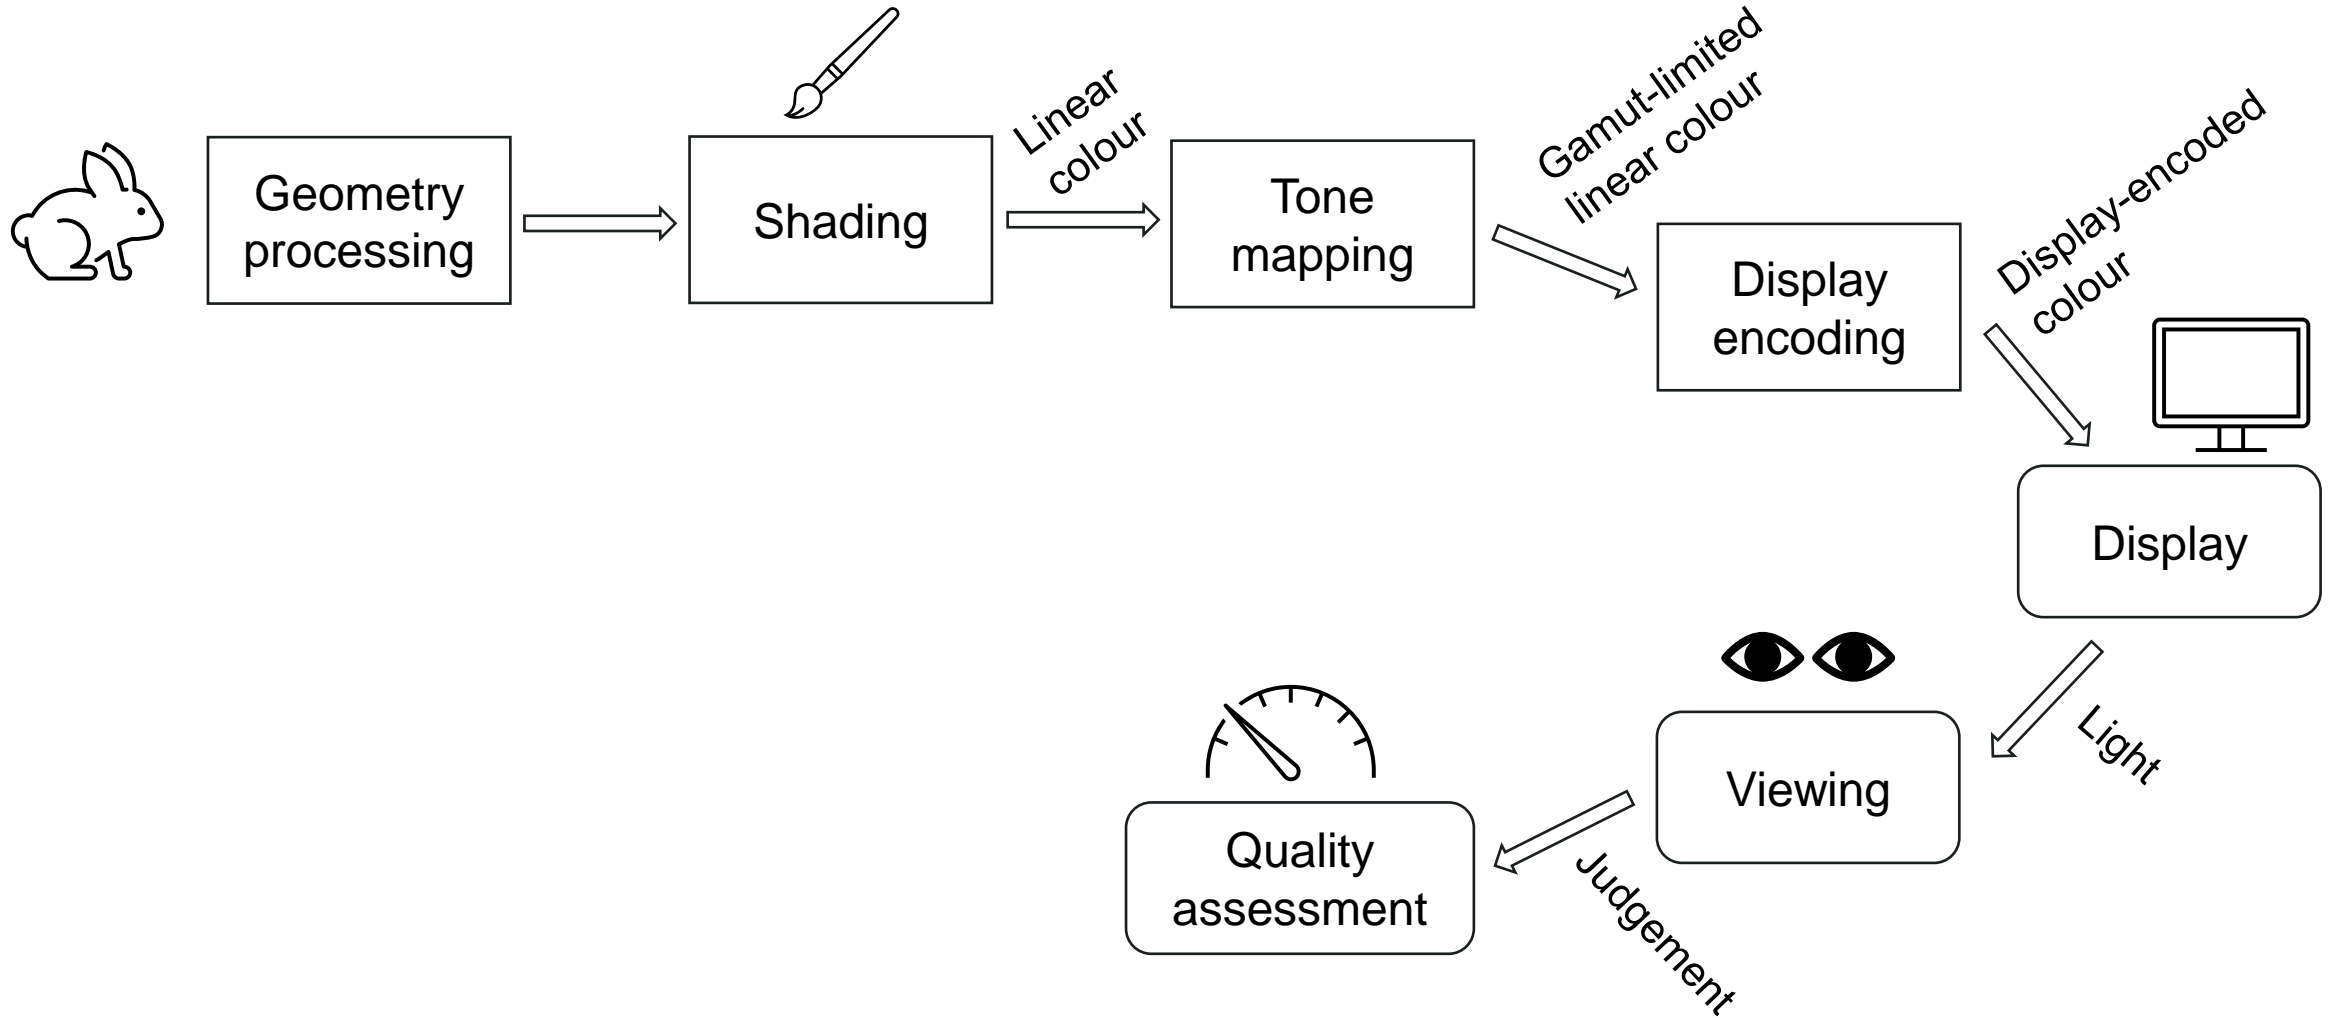 Geometry
processing
Shading
Linear
colour
Tone
mapping
Gamut-limited
linear colour
Display
encoding
Display-encoded
colour
Display
Light
Viewing
Judgement
Quality
assessment